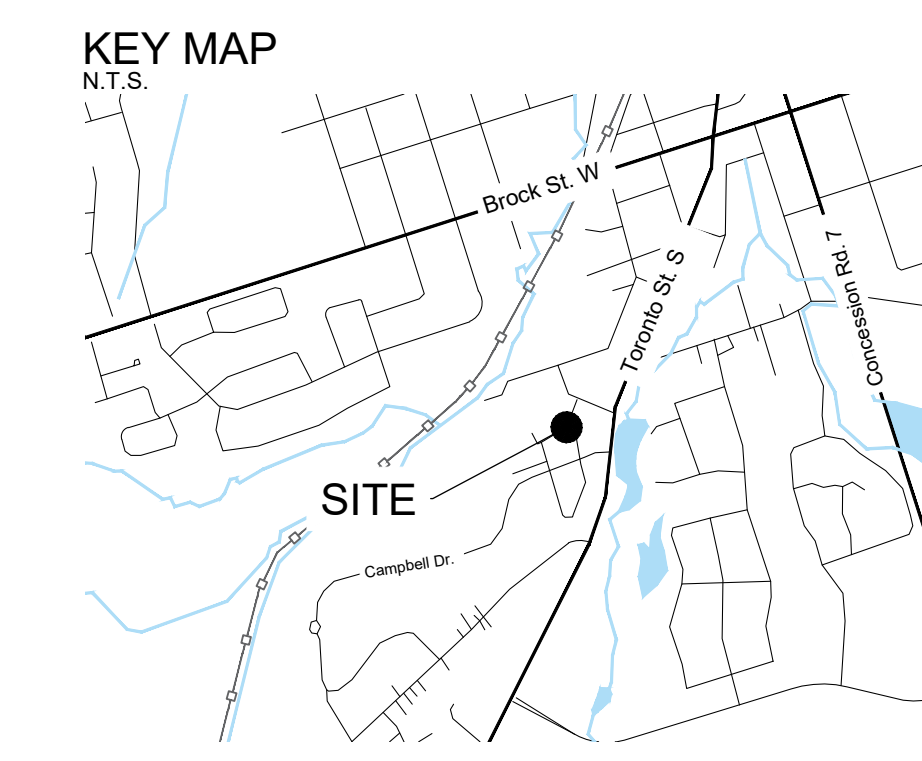 KEY MAP
N.T.S.
Brock St. W
Toronto St. S
Concession Rd. 7
SITE
Campbell Dr.